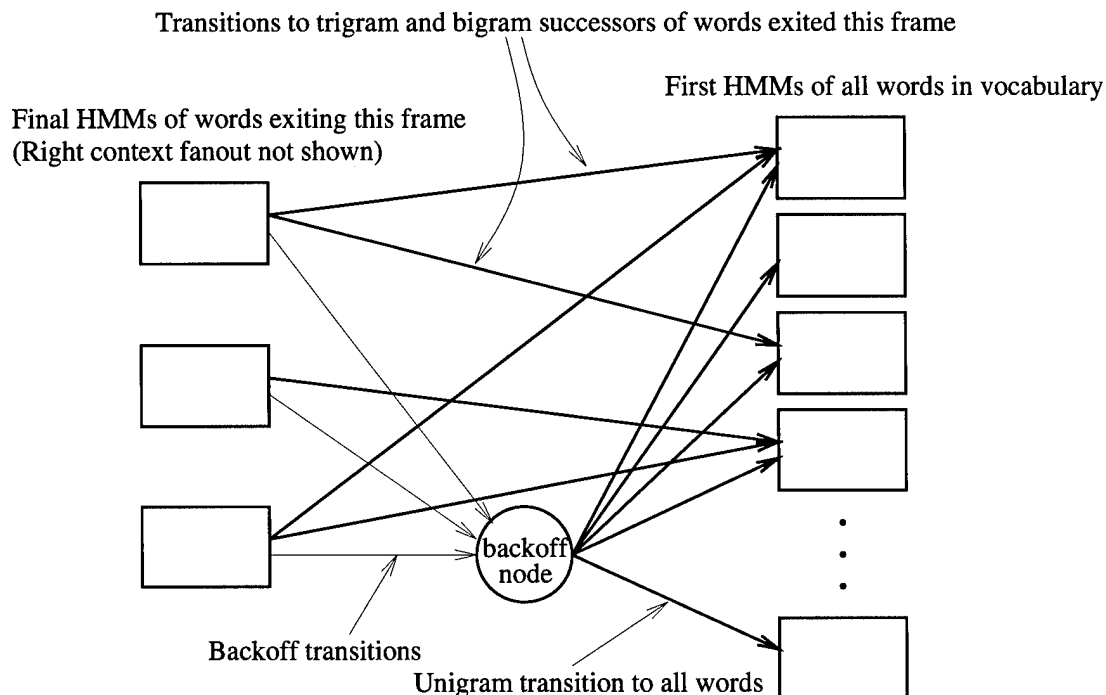 Transitions to trigram and bigram successors of words exited this frame
First HMMs of all words in vocabulary
Final HMMs of words exiting this frame
(Right context fanout not shown)
backoff
node
Backoff transitions
Unigram transition to all words